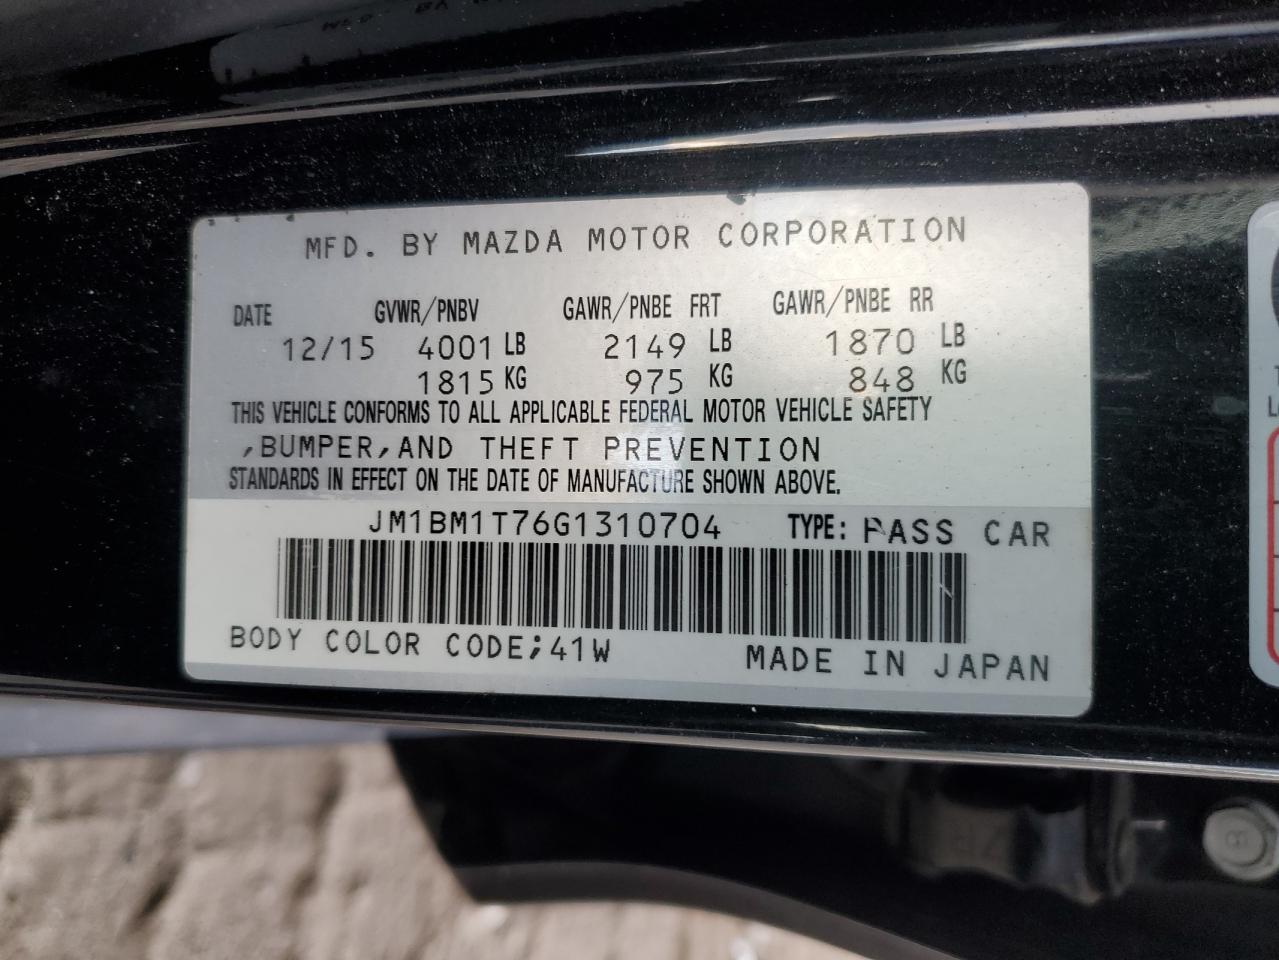 MFD. BY MAZDA MOTOR CORPORATION
DATE GVWR/PNBV GAWR/PNBE FRT GAWR/PNBE RR
12/15 4001 LB 2149 LB 1870 LB
1815 KG 975 KG 848 KG
THIS VEHICLE CONFORMS TO ALL APPLICABLE FEDERAL MOTOR VEHICLE SAFETY
,BUMPER,AND THEFT PREVENTION
STANDARDS IN EFFECT ON THE DATE OF MANUFACTURE SHOWN ABOVE.
JM1BM1T76G1310704 TYPE: PASS CAR
BODY COLOR CODE;41W MADE IN JAPAN
8